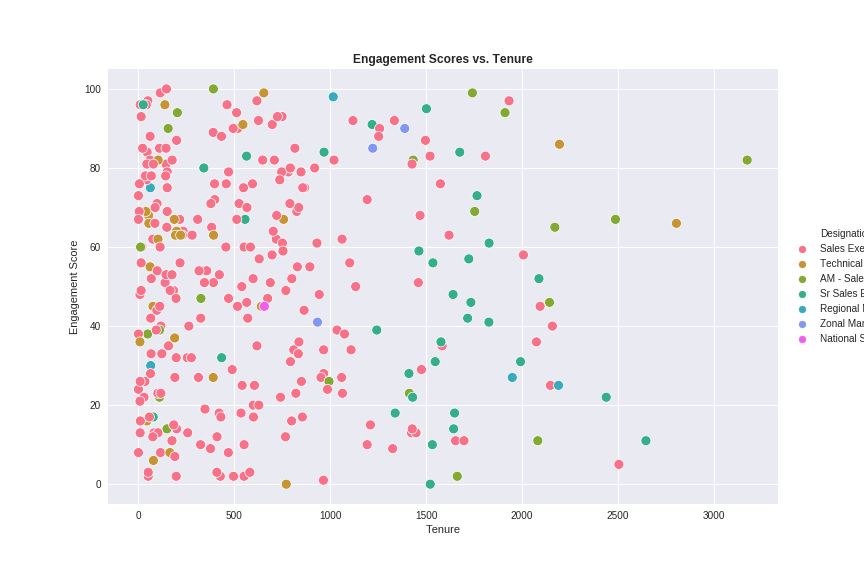 Engagement Scores vs. Tenure
100
80
60
40
20
0
Engagement Score
0 500 1000 1500 2000 2500 3000
Tenure
Designatio
Sales Exe
Technical
AM - Sale
Sr Sales E
Regional
Zonal Mar
National S